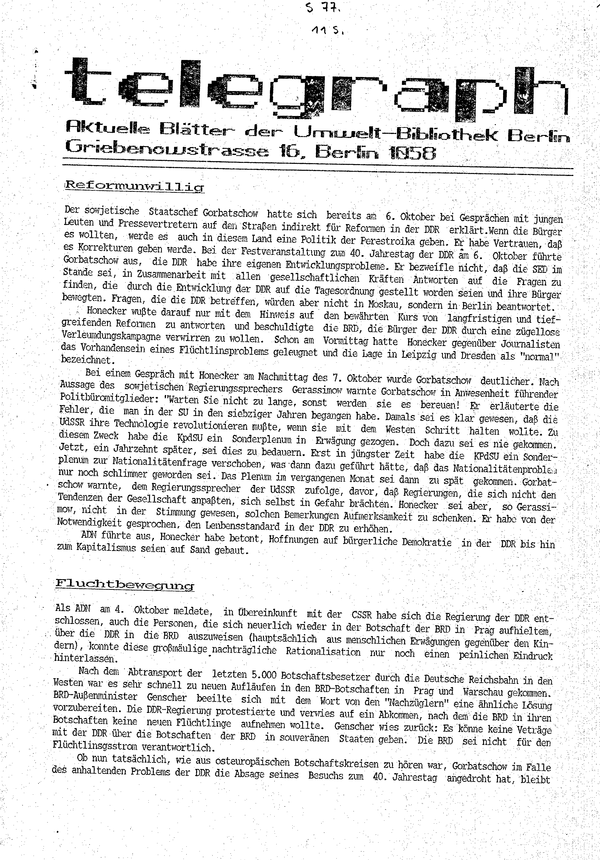 S 77.
11 S.
telegraph
Aktuelle Blätter der Umwelt-Bibliothek Berlin
Griebenowstrasse 16, Berlin 1058
Reformunwillig
Der sowjetische Staatschef Gorbatschow hatte sich bereits am 6. Oktober bei Gesprächen mit jungen
Leuten und Pressevertretern auf den Straßen indirekt für Reformen in der DDR erklärt.Wenn die Bürger
es wollten, werde es auch in diesem Land eine Politik der Perestroika geben. Er habe Vertrauen, daß
es Korrekturen geben werde. Bei der Festveranstaltung zum 40. Jahrestag der DDR am 6. Oktober führte
Gorbatschow aus, die DDR habe ihre eigenen Entwicklungsprobleme. Er bezweifle nicht, daß die SED im
Stande sei, in Zusammenarbeit mit allen gesellschaftlichen Kräften Antworten auf die Fragen zu
finden, die durch die Entwicklung der DDR auf die Tagesordnung gestellt worden seien und ihre Bürger
bewegten. Fragen, die die DDR betreffen, würden aber nicht in Moskau, sondern in Berlin beantwortet.
Honecker wußte darauf nur mit dem Hinweis auf den bewährten Kurs von langfristigen und tief-
greifenden Reformen zu antworten und beschuldigte die BRD, die Bürger der DDR durch eine zügellose
Verleumdungskampagne verwirren zu wollen. Schon am Vormittag hatte Honecker gegenüber Journalisten
das Vorhandensein eines Flüchtlinsproblems geleugnet und die Lage in Leipzig und Dresden als "normal"
bezeichnet.
Bei einem Gespräch mit Honecker am Nachmittag des 7. Oktober wurde Gorbatschow deutlicher. Nach
Aussage des sowjetischen Regierungssprechers Gerassimow warnte Gorbatschow in Anwesenheit führender
Politbüromitglieder: "Warten Sie nicht zu lange, sonst werden sie es bereuen! Er erläuterte die
Fehler, die man in der SU in den siebziger Jahren begangen habe. Damals sei es klar gewesen, daß die
UdSSR ihre Technologie revolutionieren mußte, wenn sie mit dem Westen Schritt halten wollte. Zu
diesem Zweck habe die KpdSU ein Sonderplenum in Erwägung gezogen. Doch dazu sei es nie gekommen.
Jetzt, ein Jahrzehnt später, sei dies zu bedauern. Erst in jüngster Zeit habe die KPdSU ein Sonder-
plenum zur Nationalitätenfrage verschoben, was dann dazu geführt hätte, daß das Nationalitätenproblem
nur noch schlimmer geworden sei. Das Plenum im vergangenen Monat sei dann zu spät gekommen. Gorbat-
schow warnte, dem Regierungssprecher der UdSSR zufolge, davor, daß Regierungen, die sich nicht den
Tendenzen der Gesellschaft anpaßten, sich selbst in Gefahr brächten. Honecker sei aber, so Gerassi-
mow, nicht in der Stimmung gewesen, solchen Bemerkungen Aufmerksamkeit zu schenken. Er habe von der
Notwendigkeit gesprochen, den Lenbensstandard in der DDR zu erhöhen.
ADN führte aus, Honecker habe betont, Hoffnungen auf bürgerliche Demokratie in der DDR bis hin
zum Kapitalismus seien auf Sand gebaut.
Fluchtbewegung
Als ADN am 4. Oktober meldete, in Übereinkunft mit der CSSR habe sich die Regierung der DDR ent-
schlossen, auch die Personen, die sich neuerlich wieder in der Botschaft der BRD in Prag aufhielten,
über die DDR in die BRD auszuweisen (hauptsächlich aus menschlichen Erwägungen gegenüber den Kin-
dern), konnte diese großmäulige nachträgliche Rationalisation nur noch einen peinlichen Eindruck
hinterlassen.
Nach dem Abtransport der letzten 5.000 Botschaftsbesetzer durch die Deutsche Reichsbahn in den
Westen war es sehr schnell zu neuen Aufläufen in den BRD-Botschaften in Prag und Warschau gekommen.
BRD-Außenminister Genscher beeilte sich mit dem Wort von den "Nachzüglern" eine ähnliche Lösung
vorzubereiten. Die DDR-Regierung protestierte und verwies auf ein Abkommen, nach dem die BRD in ihren
Botschaften keine neuen Flüchtlinge aufnehmen wollte. Genscher wies zurück: Es könne keine Veträge
mit der DDR über die Botschaften der BRD in souveränen Staaten geben. Die BRD sei nicht für den
Flüchtlingsgsstrom verantwortlich.
Ob nun tatsächlich, wie aus osteuropäischen Botschaftskreisen zu hören war, Gorbatschow im Falle
des anhaltenden Problems der DDR die Absage seines Besuchs zum 40. Jahrestag angedroht hat, bleibt